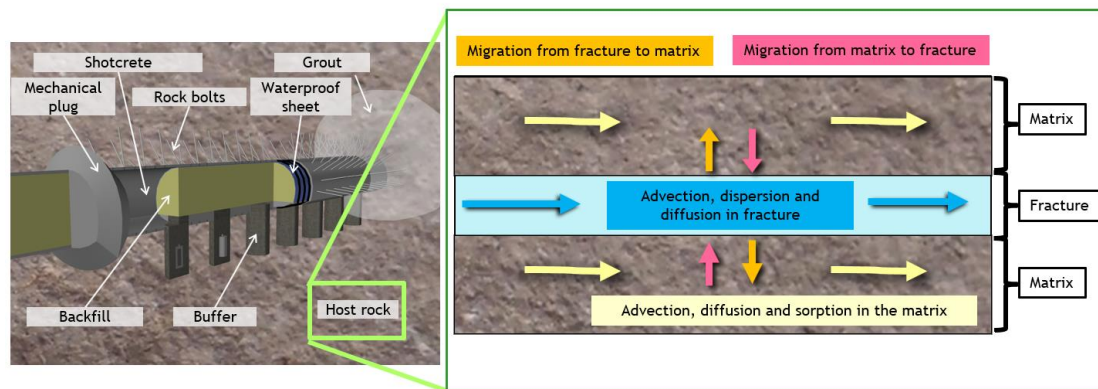 Shotcrete
Grout
Mechanical
plug
Rock bolts
Waterproof
sheet
Backfill
Buffer
Host rock
Migration from fracture to matrix
Migration from matrix to fracture
Matrix
Advection, dispersion and
diffusion in fracture
Fracture
Matrix
Advection, diffusion and sorption in the matrix